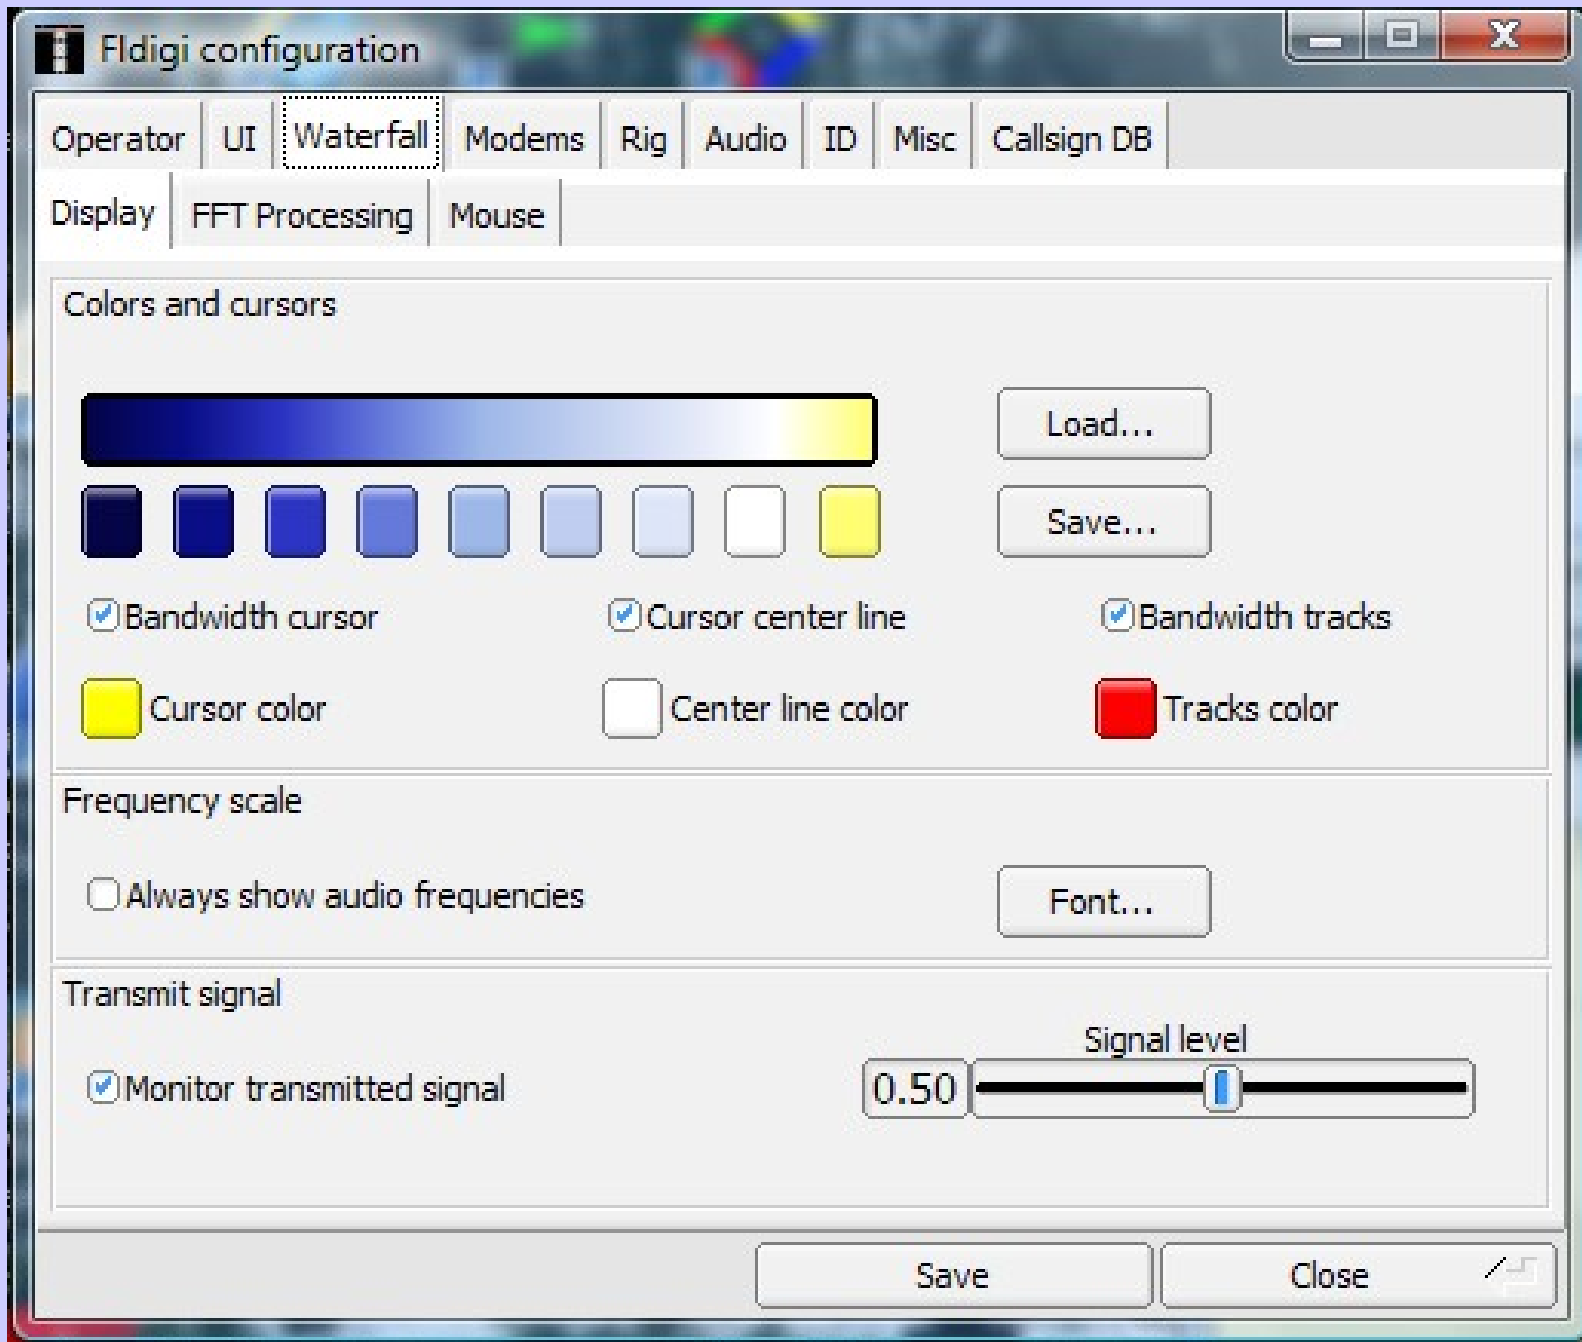 Fldigi configuration
Operator UI Waterfall Modems Rig Audio ID Misc Callsign DB
Display FFT Processing Mouse
Colors and cursors
Load...
Save...
Bandwidth cursor Cursor center line Bandwidth tracks
Cursor color Center line color Tracks color
Frequency scale
Always show audio frequencies Font...
Transmit signal
Signal level
Monitor transmitted signal 0.50
Save Close